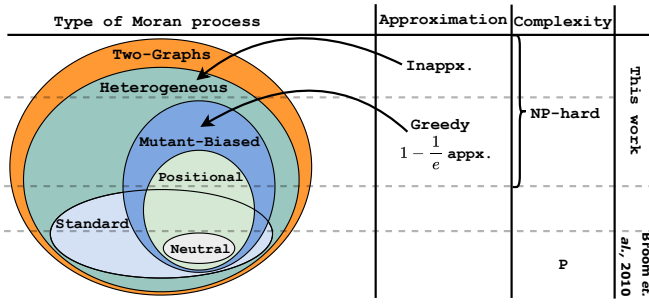 Type of Moran process
Approximation
Complexity
Two-Graphs
Heterogeneous
Mutant-Biased
Positional
Standard
Neutral
Inappx.
Greedy
1 − 1/e appx.
NP-hard
P
This work
Broom et.
al., 2010